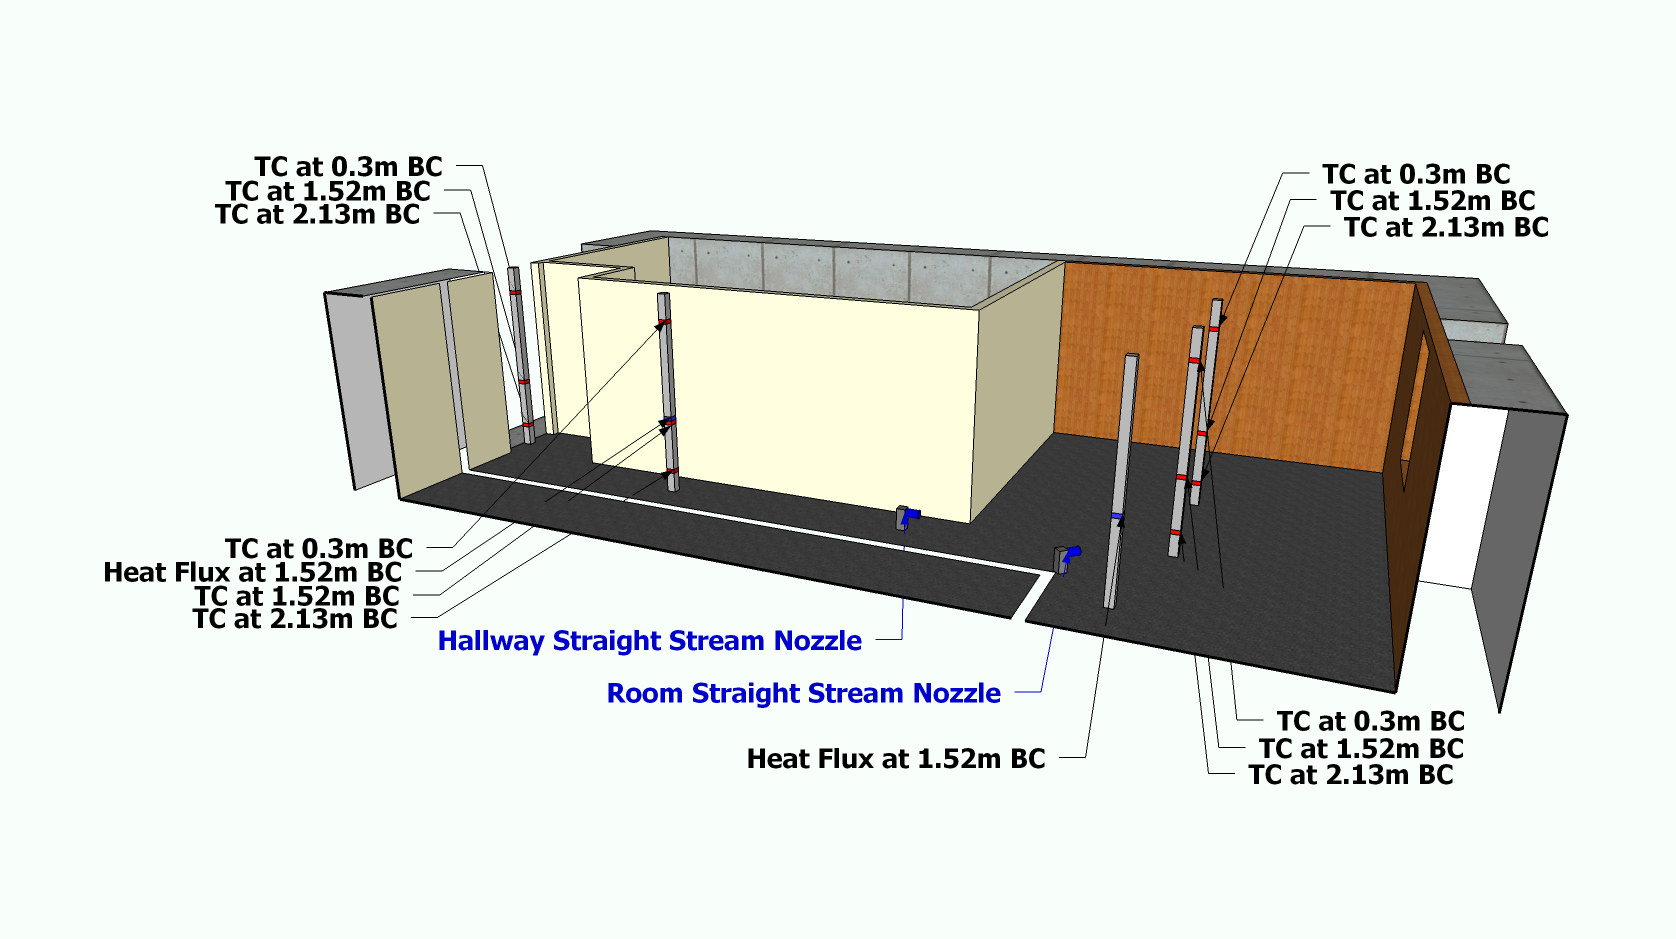 TC at 0.3m BC
TC at 1.52m BC
TC at 2.13m BC
TC at 0.3m BC
TC at 1.52m BC
TC at 2.13m BC
TC at 0.3m BC
Heat Flux at 1.52m BC
TC at 1.52m BC
TC at 2.13m BC
Hallway Straight Stream Nozzle
Room Straight Stream Nozzle
Heat Flux at 1.52m BC
TC at 0.3m BC
TC at 1.52m BC
TC at 2.13m BC